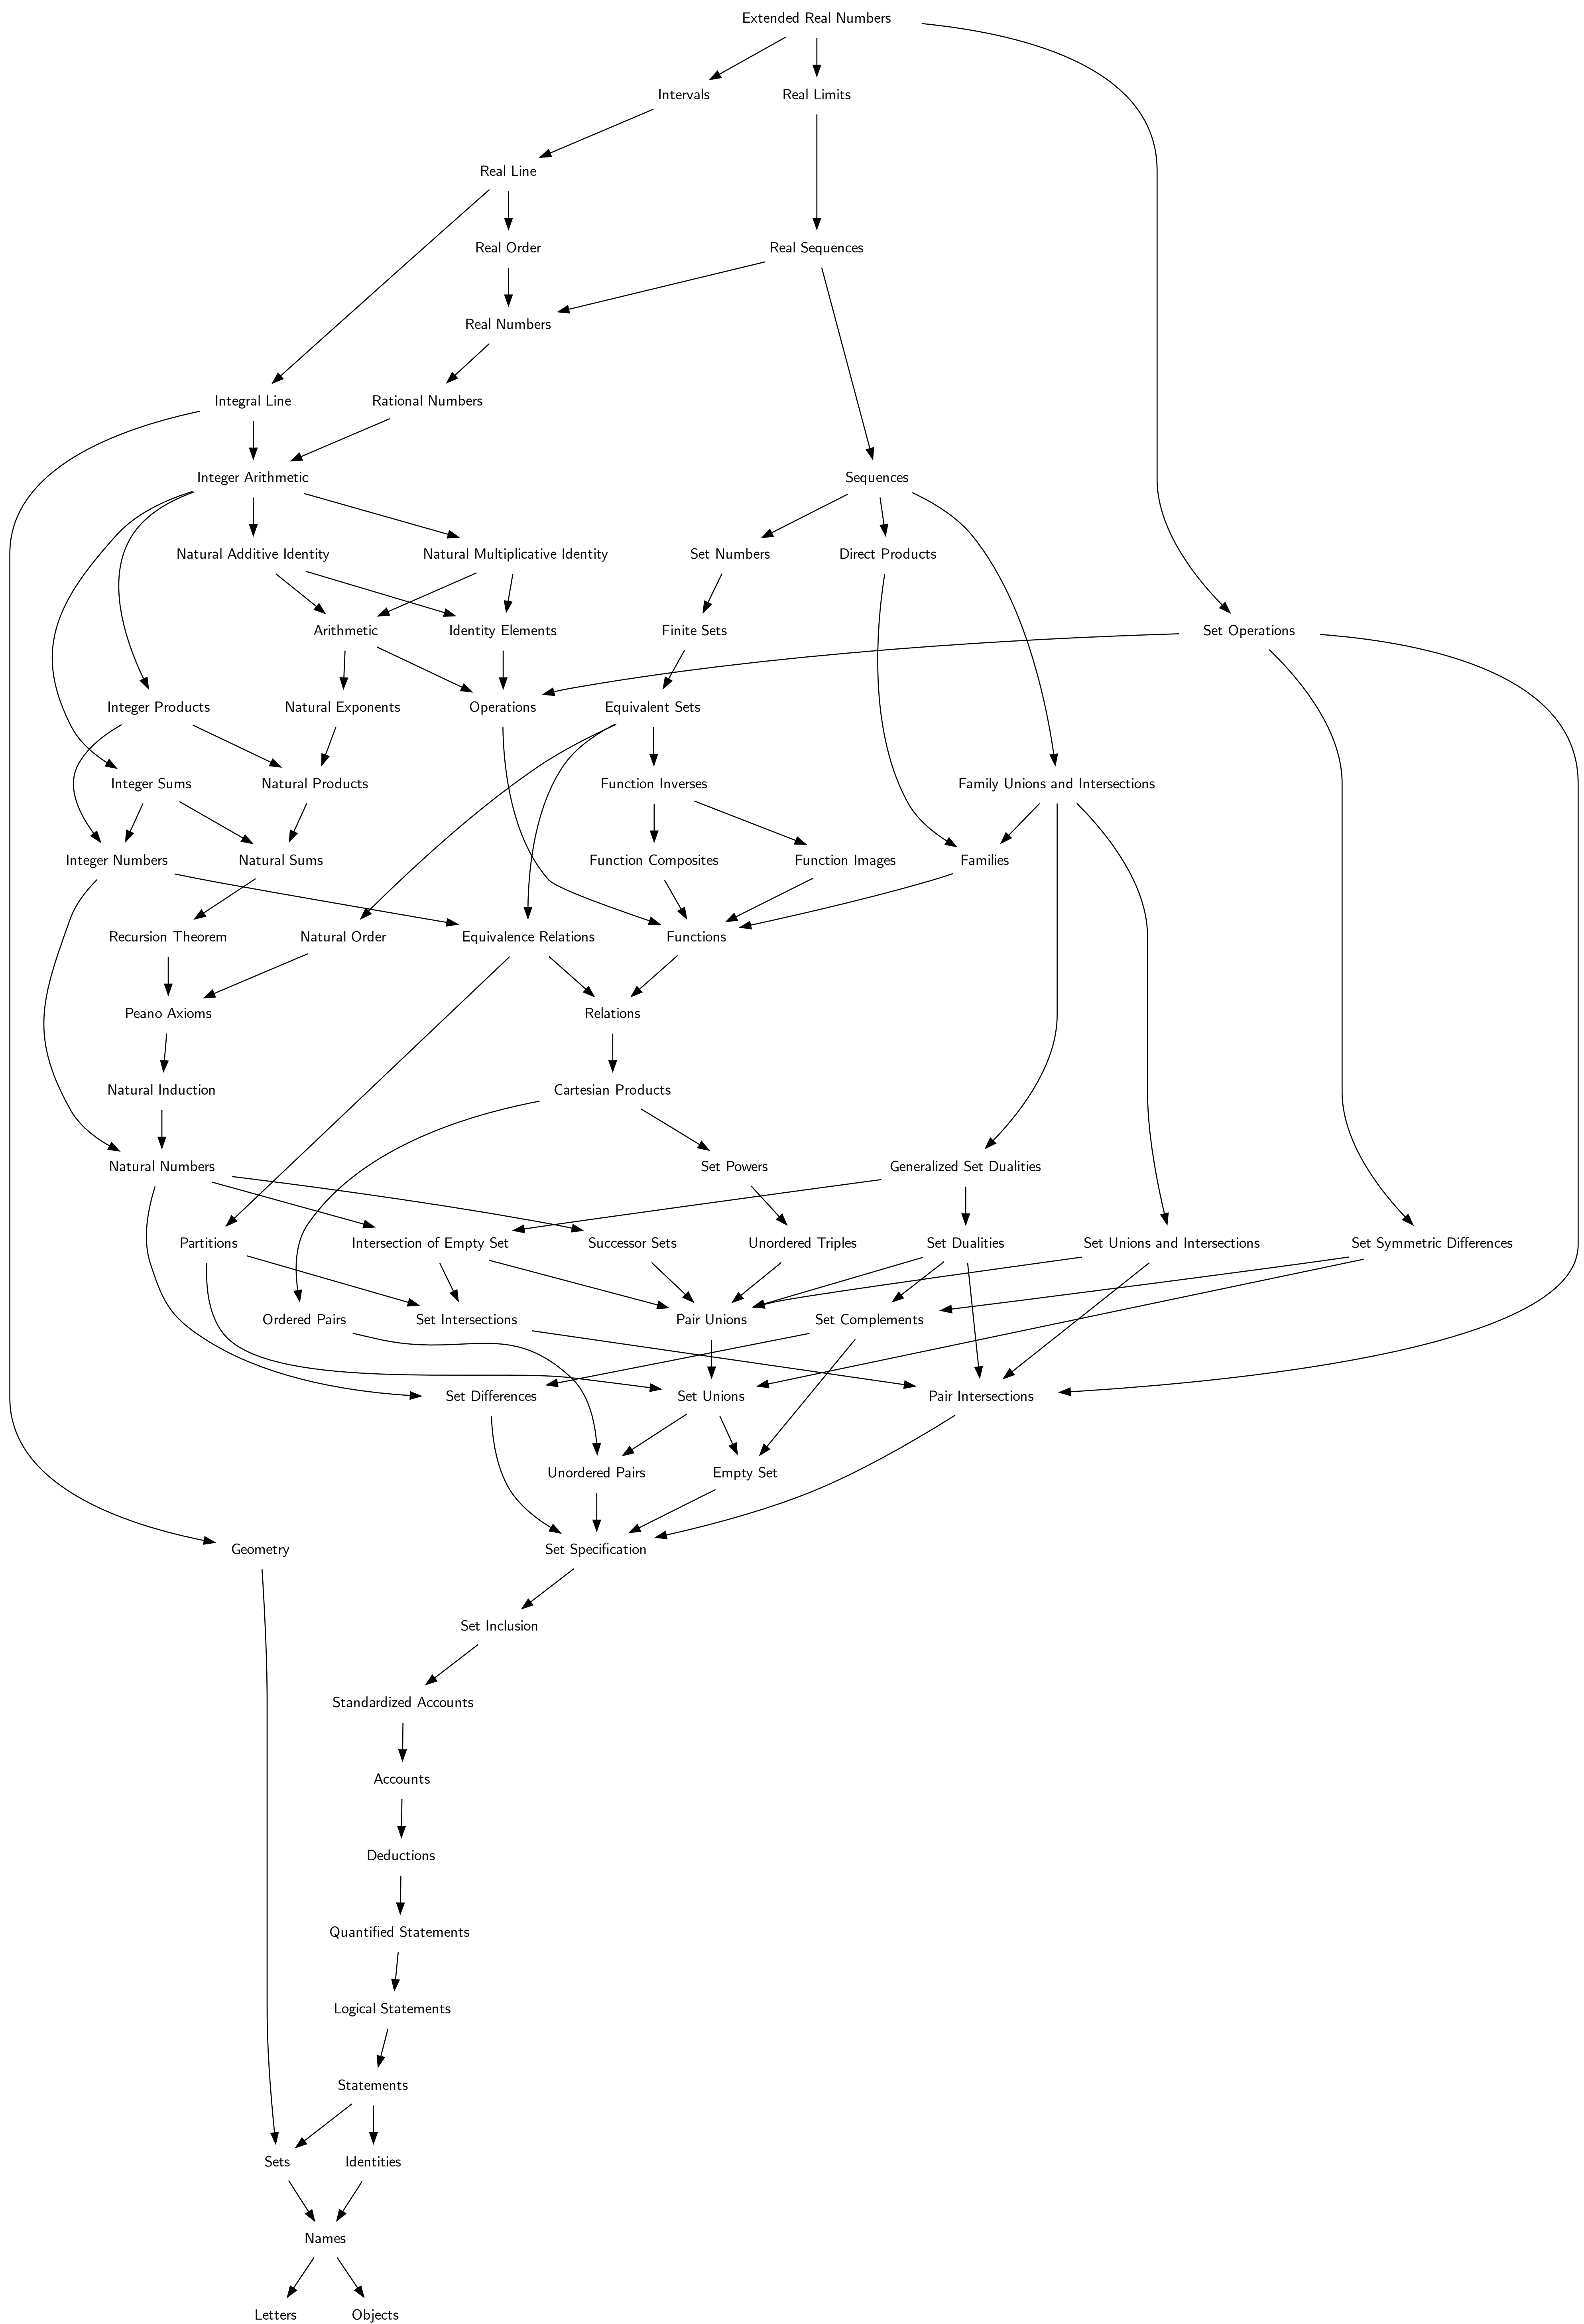 Extended Real Numbers
Intervals
Real Limits
Real Line
Real Order
Real Sequences
Real Numbers
Integral Line
Rational Numbers
Integer Arithmetic
Sequences
Natural Additive Identity
Natural Multiplicative Identity
Set Numbers
Direct Products
Arithmetic
Identity Elements
Finite Sets
Set Operations
Integer Products
Natural Exponents
Operations
Equivalent Sets
Integer Sums
Natural Products
Function Inverses
Family Unions and Intersections
Integer Numbers
Natural Sums
Function Composites
Function Images
Families
Recursion Theorem
Natural Order
Equivalence Relations
Functions
Peano Axioms
Relations
Natural Induction
Cartesian Products
Natural Numbers
Set Powers
Generalized Set Dualities
Partitions
Intersection of Empty Set
Successor Sets
Unordered Triples
Set Dualities
Set Unions and Intersections
Set Symmetric Differences
Ordered Pairs
Set Intersections
Pair Unions
Set Complements
Set Differences
Set Unions
Pair Intersections
Unordered Pairs
Empty Set
Geometry
Set Specification
Set Inclusion
Standardized Accounts
Accounts
Deductions
Quantified Statements
Logical Statements
Statements
Sets
Identities
Names
Letters
Objects